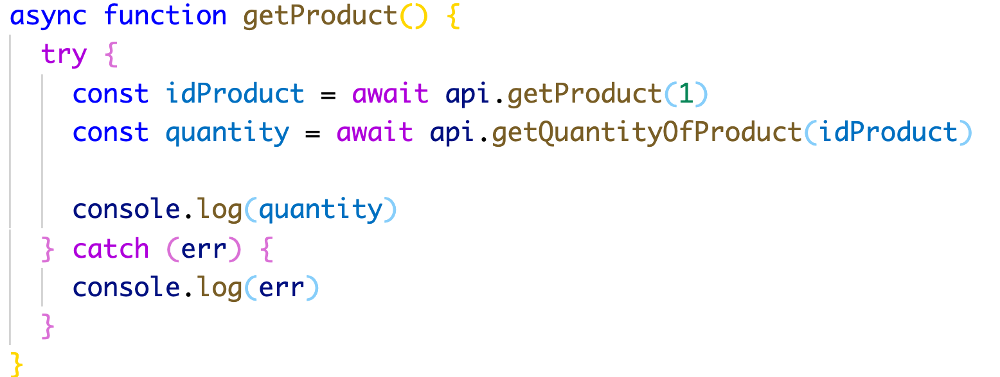 async function getProduct() {
  try {
    const idProduct = await api.getProduct(1)
    const quantity = await api.getQuantityOfProduct(idProduct)

    console.log(quantity)
  } catch (err) {
    console.log(err)
  }
}